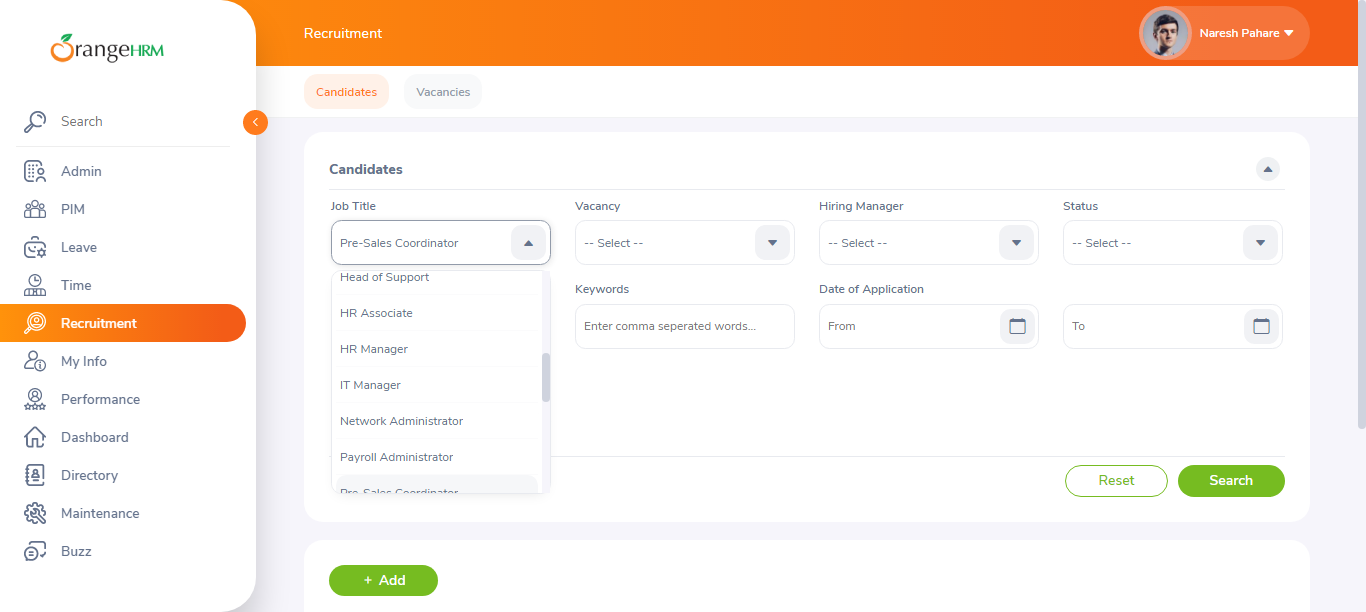 OrangeHRM
Search
Admin
PIM
Leave
Time
Recruitment
My Info
Performance
Dashboard
Directory
Maintenance
Buzz
Recruitment
Naresh Pahare
Candidates
Vacancies
Candidates
Job Title
Vacancy
Hiring Manager
Status
Pre-Sales Coordinator
-- Select --
-- Select --
-- Select --
Head of Support
HR Associate
HR Manager
IT Manager
Network Administrator
Payroll Administrator
Pre-Sales Coordinator
Keywords
Date of Application
Enter comma seperated words...
From
To
Reset
Search
+ Add